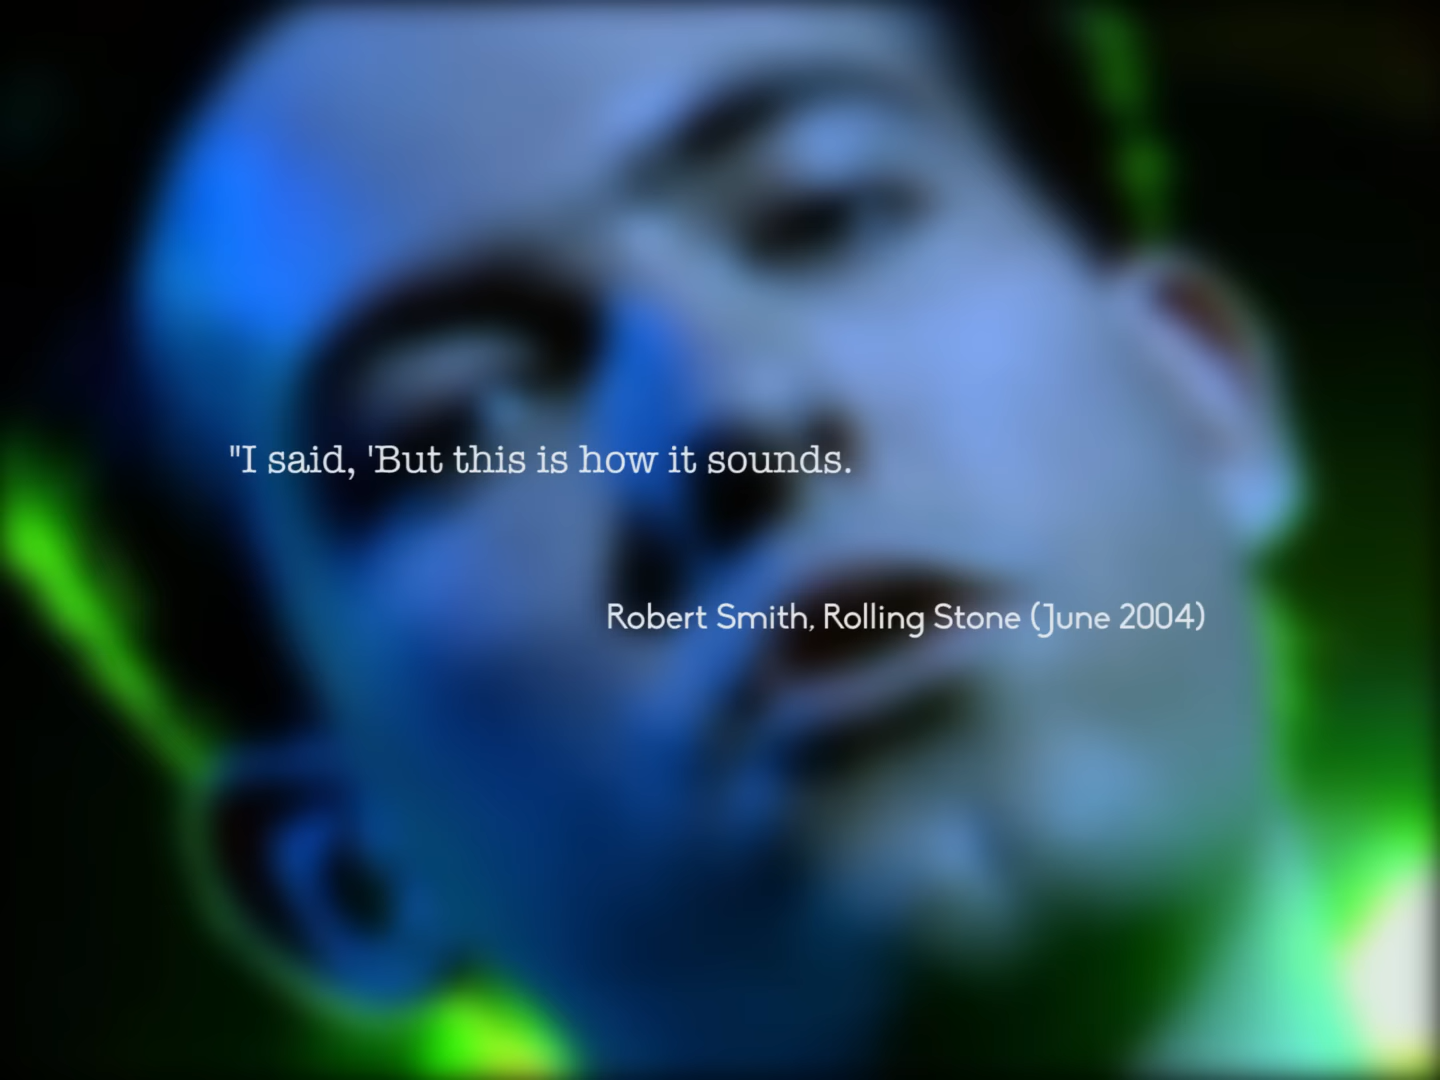 "I said, 'But this is how it sounds.
Robert Smith, Rolling Stone (June 2004)